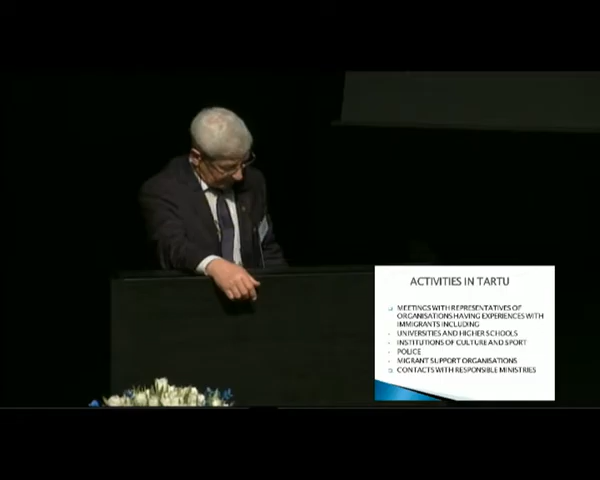 ACTIVITIES IN TARTU
MEETINGS WITH REPRESENTATIVES OF
ORGANISATIONS HAVING EXPERIENCES WITH
IMMIGRANTS INCLUDING
- UNIVERSITIES AND HIGHER SCHOOLS
- INSTITUTIONS OF CULTURE AND SPORT
- POLICE
- MIGRANT SUPPORT ORGANISATIONS
CONTACTS WITH RESPONSIBLE MINISTRIES